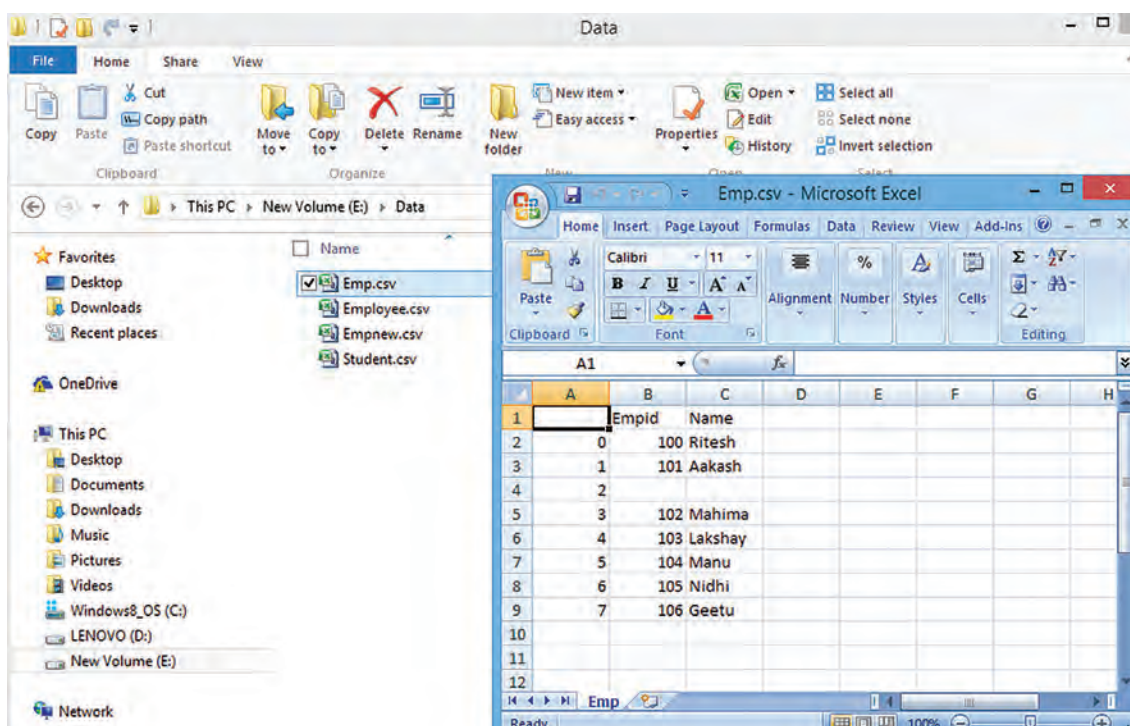 Data
File Home Share View
Copy
Paste
Cut
Copy path
Paste shortcut
Move to
Copy to
Delete
Rename
New folder
New item
Easy access
Properties
Open
Edit
History
Select all
Select none
Invert selection
Clipboard
Organize
New
Open
Select
This PC New Volume (E:) Data
Favorites
Desktop
Downloads
Recent places
OneDrive
This PC
Desktop
Documents
Downloads
Music
Pictures
Videos
Windows8_OS (C:)
LENOVO (D:)
New Volume (E:)
Network
Name
Emp.csv
Employee.csv
Empnew.csv
Student.csv
Emp.csv - Microsoft Excel
Home Insert Page Layout Formulas Data Review View Add-Ins
Paste
Clipboard
Calibri 11
B I U A A
A
Font
Alignment
%
Number
A
Styles
Cells
Σ
Editing
A1 fx
A B C D E F G H
1 Empid Name
2 0 100 Ritesh
3 1 101 Aakash
4 2
5 3 102 Mahima
6 4 103 Lakshay
7 5 104 Manu
8 6 105 Nidhi
9 7 106 Geetu
10
11
12
Emp
Ready 100%